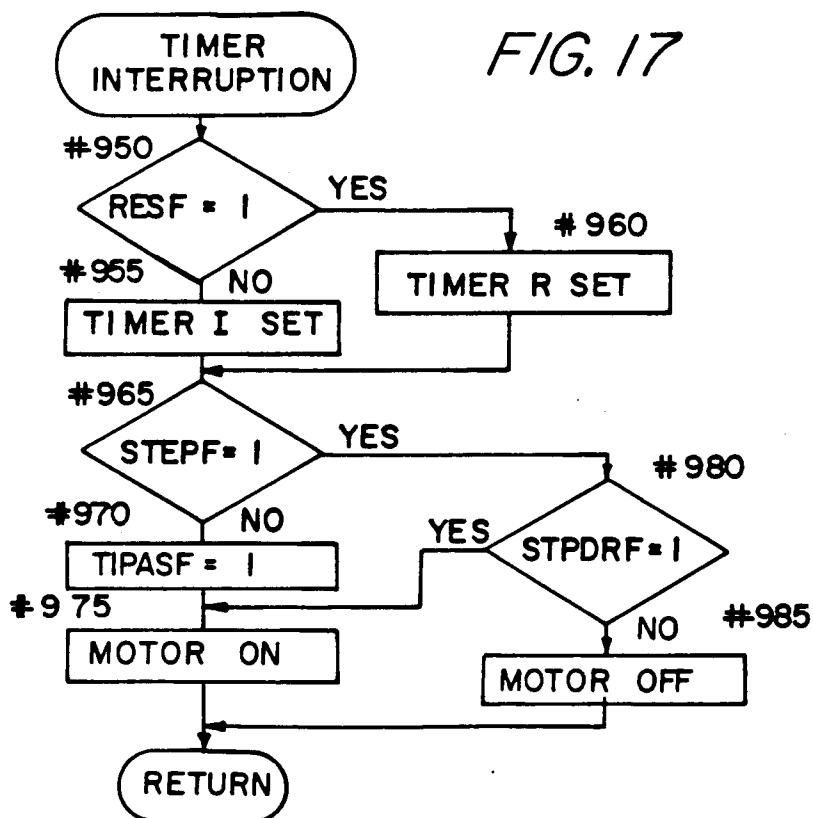 TIMER
INTERRUPTION
FIG. 17
#950
RESF = 1
YES
#960
#955
NO
TIMER R SET
TIMER I SET
#965
STEPF = 1
YES
#980
#970
NO
YES
STPDRF = 1
TIPASF = 1
#975
NO
#985
MOTOR ON
MOTOR OFF
RETURN